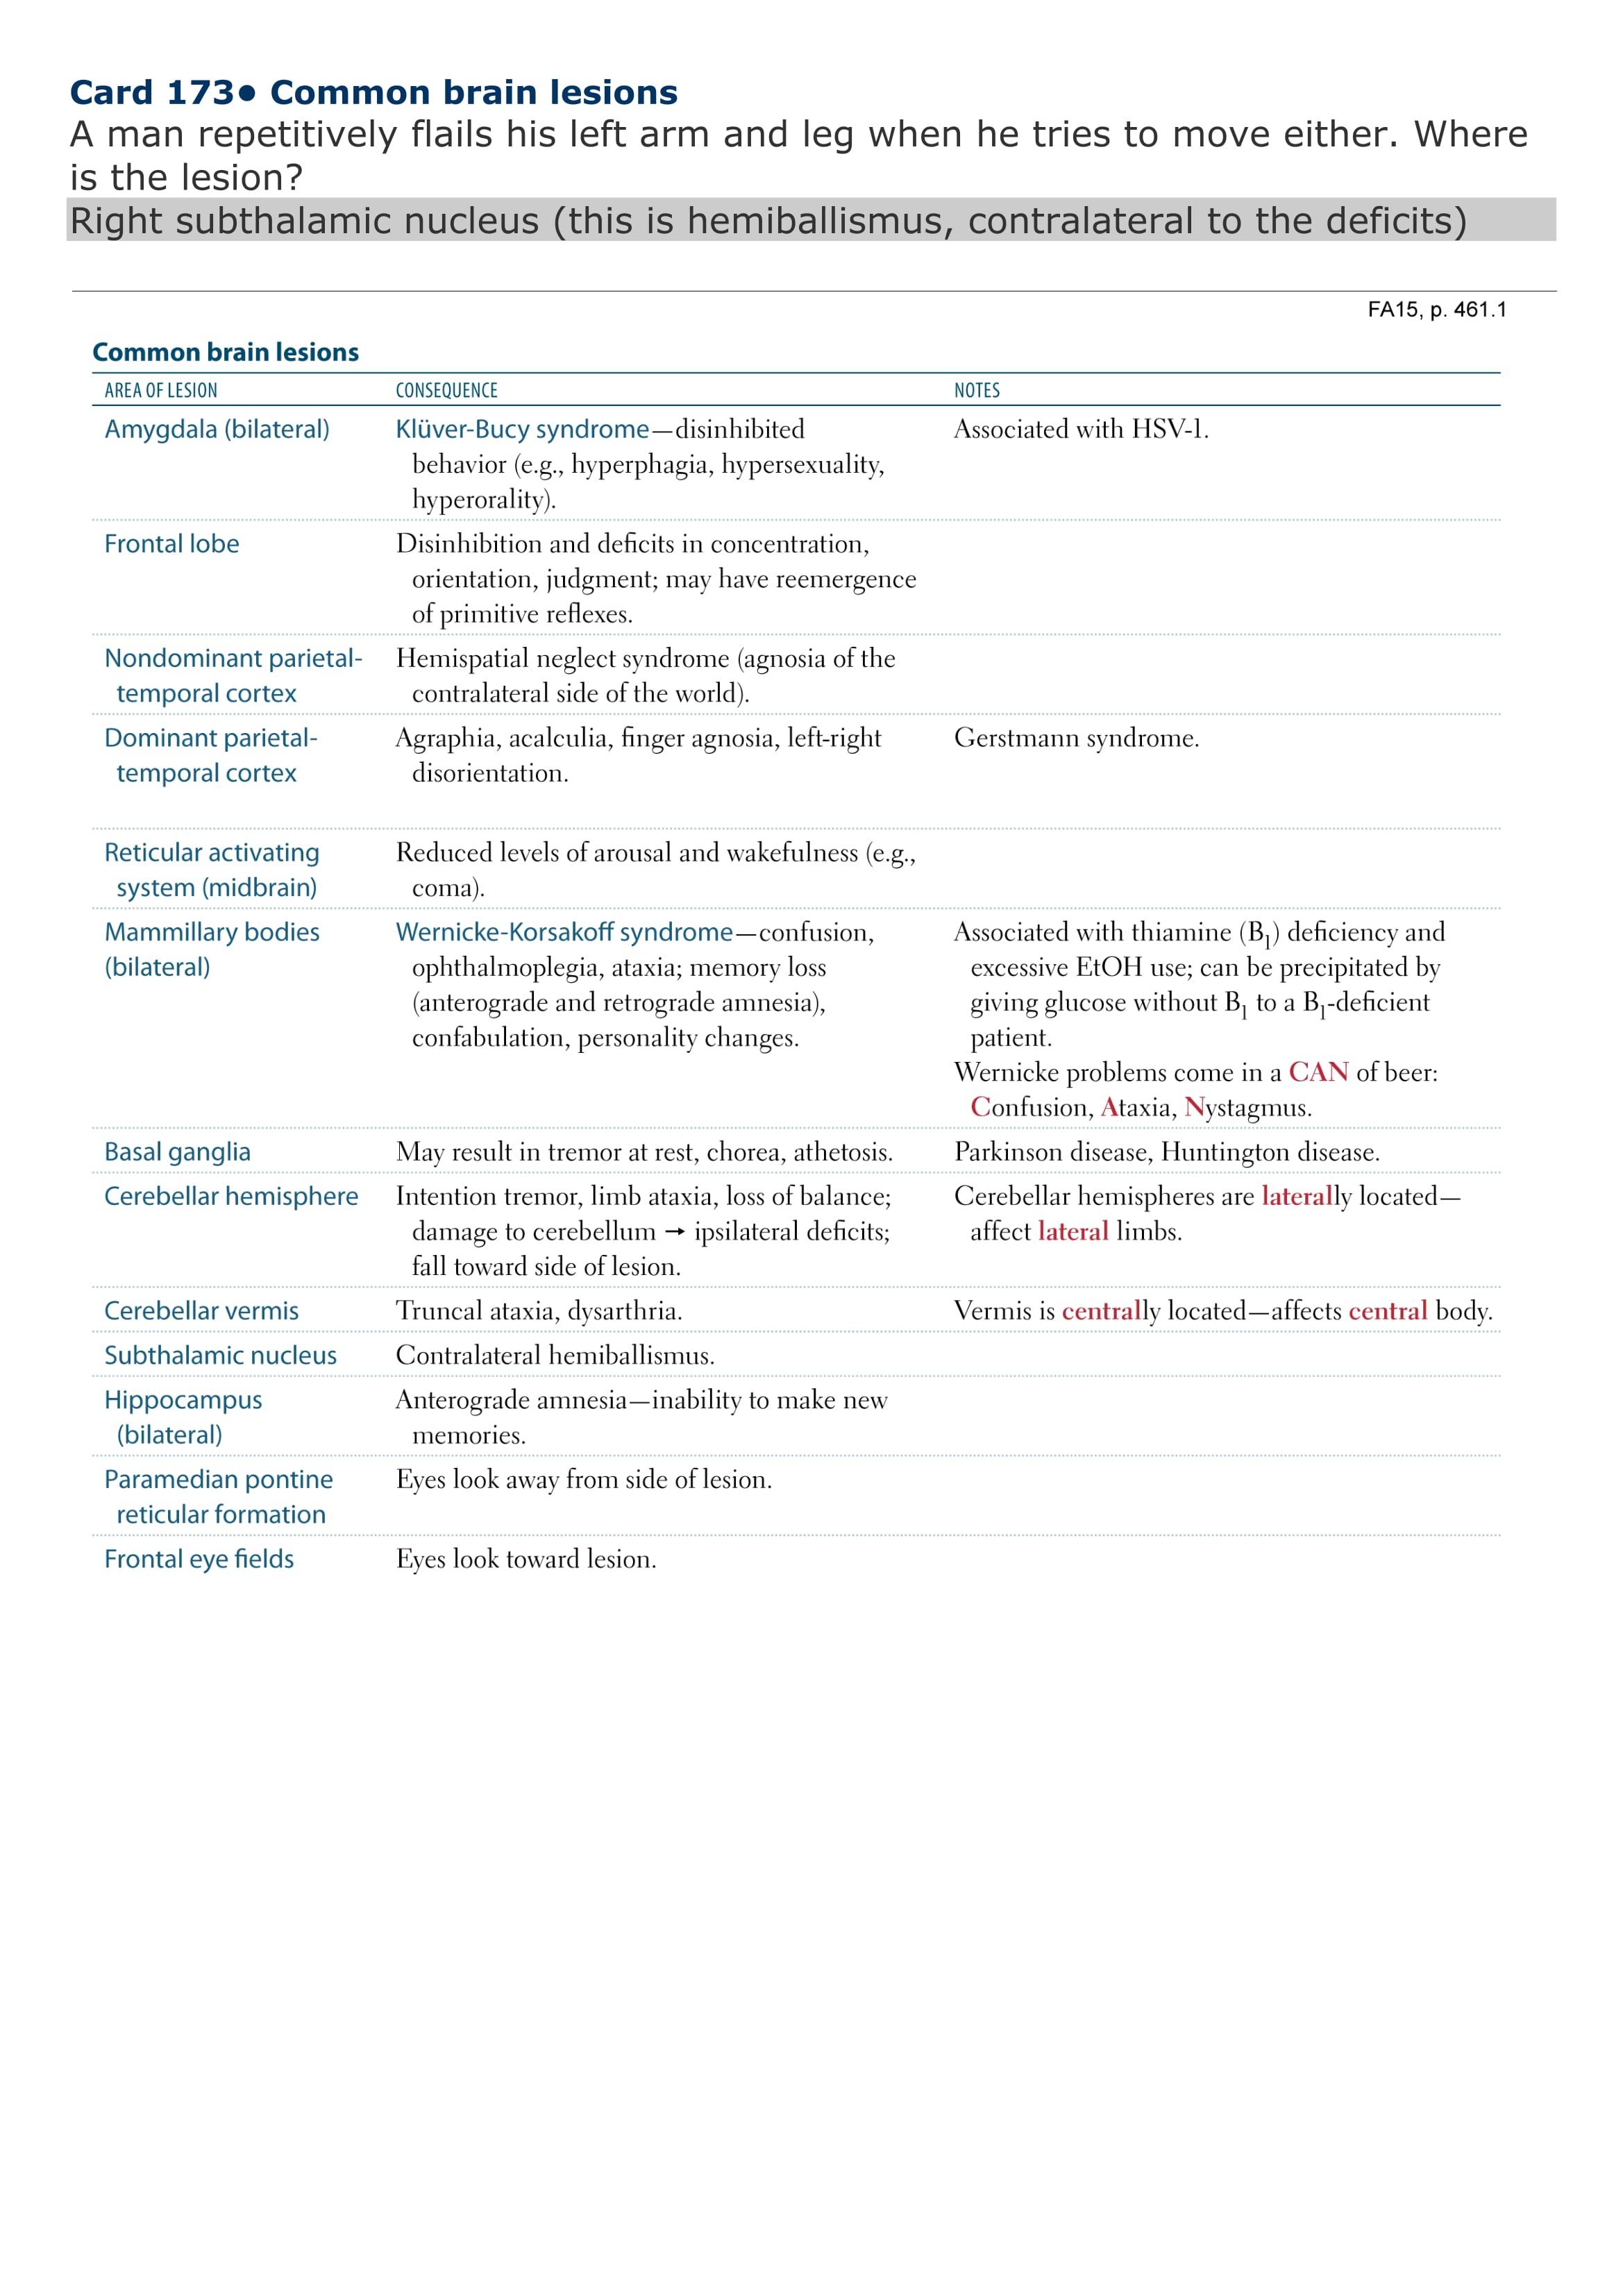 Card 173• Common brain lesions
A man repetitively flails his left arm and leg when he tries to move either. Where
is the lesion?
Right subthalamic nucleus (this is hemiballismus, contralateral to the deficits)
FA15, p. 461.1
Common brain lesions
AREA OF LESION CONSEQUENCE NOTES
Amygdala (bilateral) Klüver-Bucy syndrome—disinhibited Associated with HSV-1.
behavior (e.g., hyperphagia, hypersexuality,
hyperorality).
Frontal lobe Disinhibition and deficits in concentration,
orientation, judgment; may have reemergence
of primitive reflexes.
Nondominant parietal- Hemispatial neglect syndrome (agnosia of the
temporal cortex contralateral side of the world).
Dominant parietal- Agraphia, acalculia, finger agnosia, left-right Gerstmann syndrome.
temporal cortex disorientation.
Reticular activating Reduced levels of arousal and wakefulness (e.g.,
system (midbrain) coma).
Mammillary bodies Wernicke-Korsakoff syndrome—confusion, Associated with thiamine (B1) deficiency and
(bilateral) ophthalmoplegia, ataxia; memory loss excessive EtOH use; can be precipitated by
(anterograde and retrograde amnesia), giving glucose without B1 to a B1-deficient
confabulation, personality changes. patient.
Wernicke problems come in a CAN of beer:
Confusion, Ataxia, Nystagmus.
Basal ganglia May result in tremor at rest, chorea, athetosis. Parkinson disease, Huntington disease.
Cerebellar hemisphere Intention tremor, limb ataxia, loss of balance; Cerebellar hemispheres are laterally located—
damage to cerebellum → ipsilateral deficits; affect lateral limbs.
fall toward side of lesion.
Cerebellar vermis Truncal ataxia, dysarthria. Vermis is centrally located—affects central body.
Subthalamic nucleus Contralateral hemiballismus.
Hippocampus Anterograde amnesia—inability to make new
(bilateral) memories.
Paramedian pontine Eyes look away from side of lesion.
reticular formation
Frontal eye fields Eyes look toward lesion.